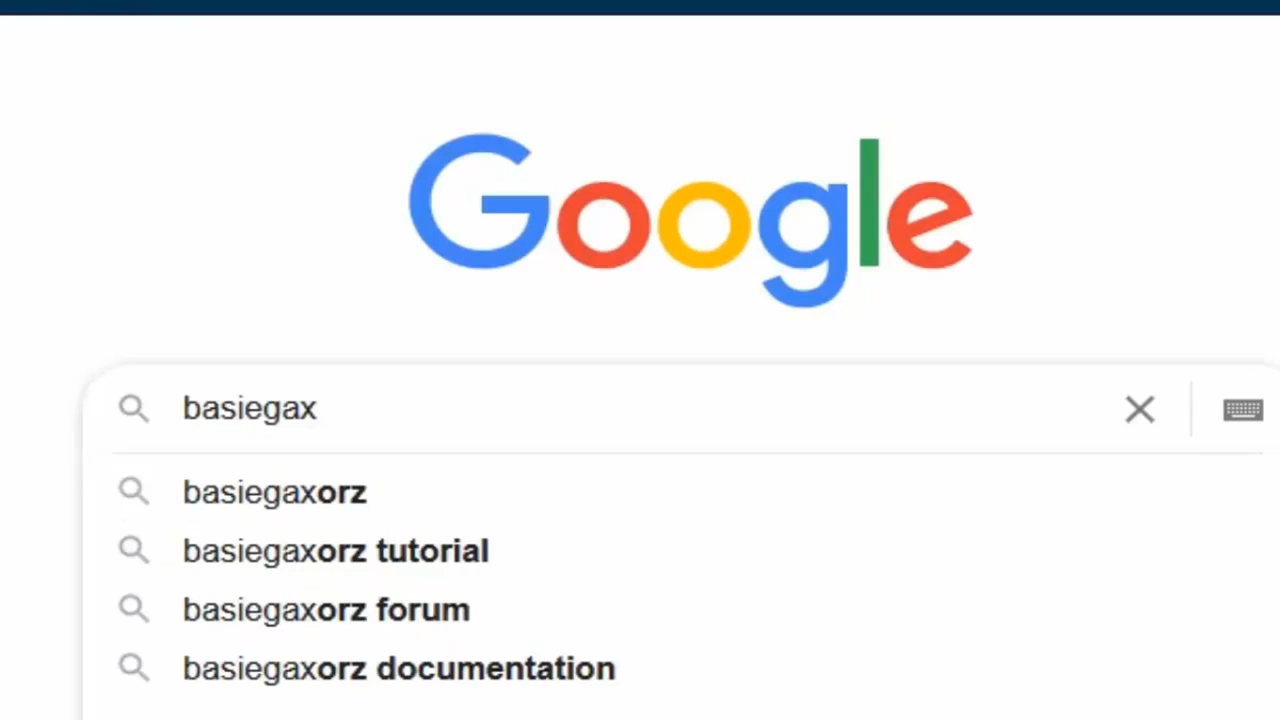 Google
basiegax
basiegaxorz
basiegaxorz tutorial
basiegaxorz forum
basiegaxorz documentation